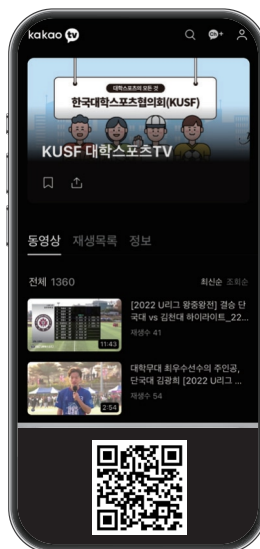 kakao tv
대학스포츠의 모든 것
한국대학스포츠협의회(KUSF)
KUSF 대학스포츠TV
동영상 재생목록 정보
전체 1360 최신순 조회순
[2022 U리그 왕중왕전] 결승 단
국대 vs 김천대 하이라이트_22...
재생수 41
11:43
대학무대 최우수선수의 주인공,
단국대 김광희 [2022 U리그 ...
재생수 54
2:54